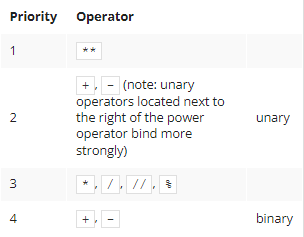 Priority Operator
1 **
+, - (note: unary
operators located next to
2 the right of the power unary
operator bind more
strongly)
3 *, /, //, %
4 +, - binary